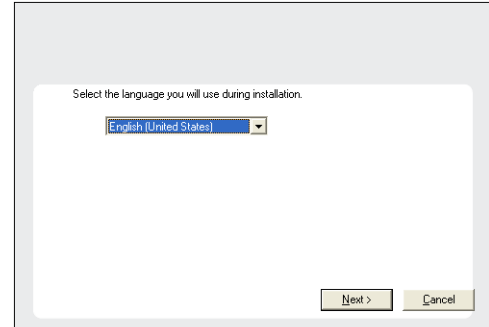 Select the language you will use during installation.
English (United States)
Next > Cancel